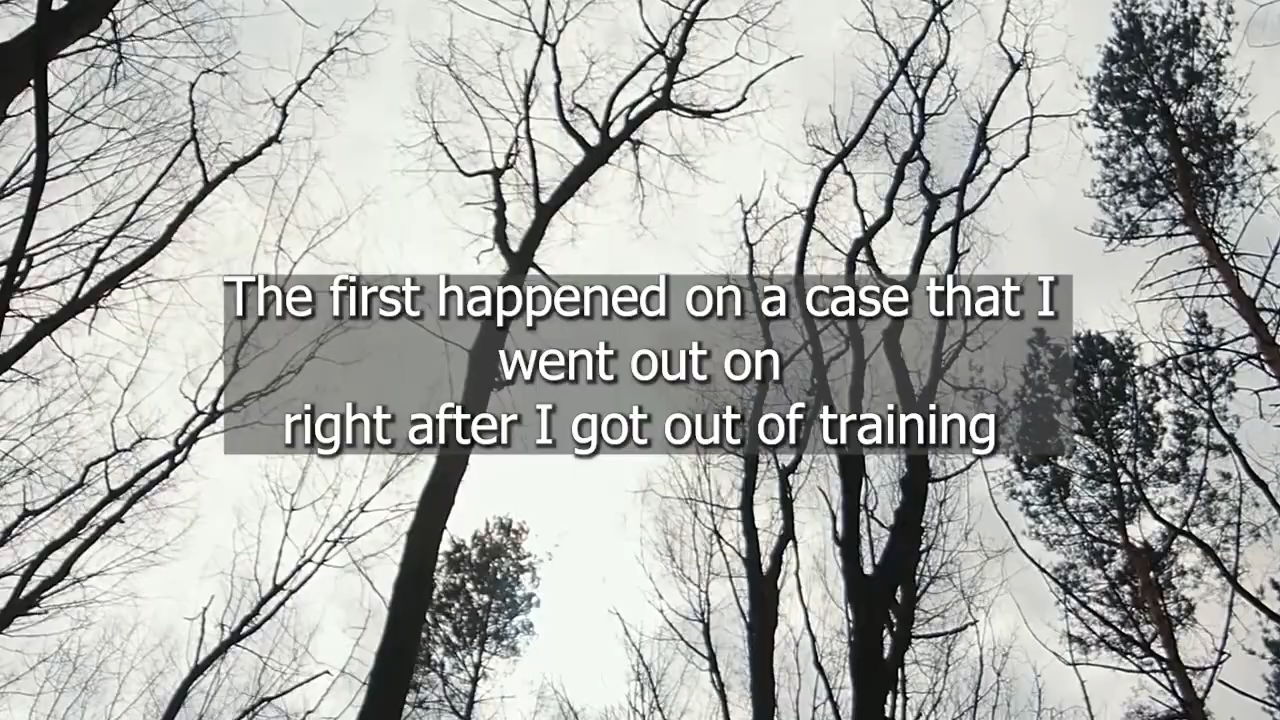 The first happened on a case that I
went out on
right after I got out of training